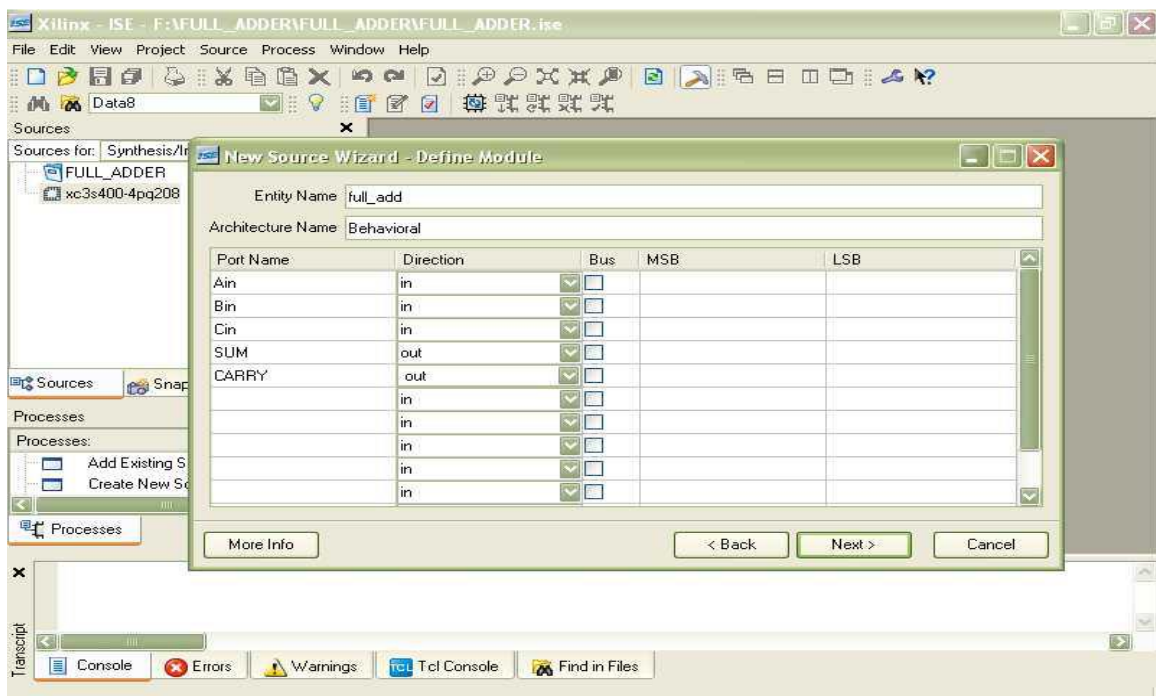 Xilinx - ISE - F:\FULL_ADDER\FULL_ADDER\FULL_ADDER.ise
File Edit View Project Source Process Window Help
Data8
Sources
Sources for: Synthesis/Ir
FULL_ADDER
xc3s400-4pq208
Sources Snap
Processes
Processes:
Add Existing S
Create New So
Processes
New Source Wizard - Define Module
Entity Name full_add
Architecture Name Behavioral
Port Name Direction Bus MSB LSB
Ain in
Bin in
Cin in
SUM out
CARRY out
in
in
in
in
in
More Info < Back Next > Cancel
Transcript
Console Errors Warnings TCL Tcl Console Find in Files